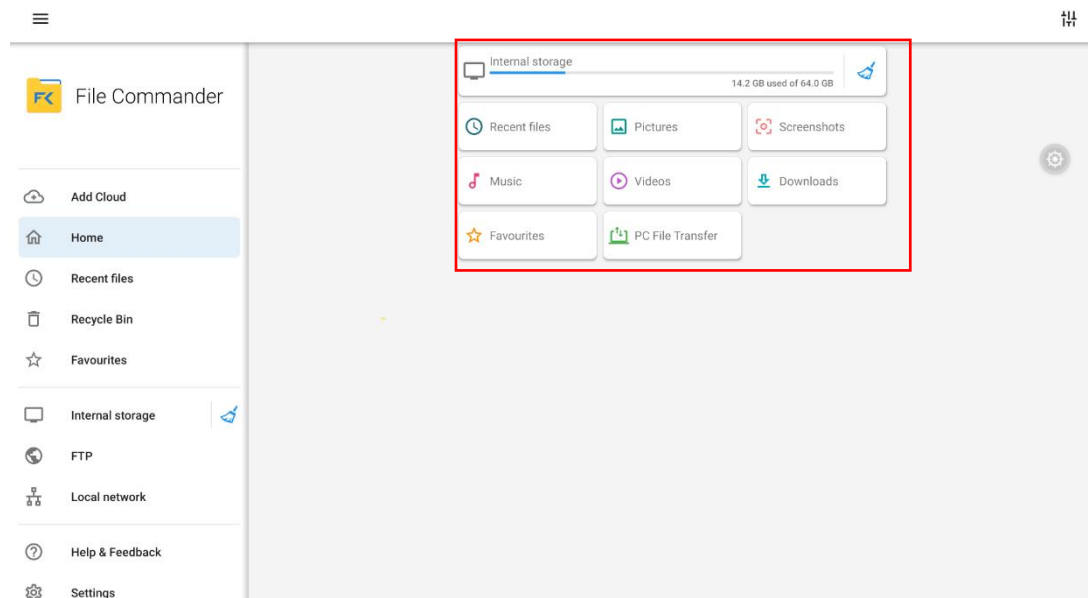 File Commander
Add Cloud
Home
Recent files
Recycle Bin
Favourites
Internal storage
FTP
Local network
Help & Feedback
Settings
Internal storage
14.2 GB used of 64.0 GB
Recent files
Pictures
Screenshots
Music
Videos
Downloads
Favourites
PC File Transfer